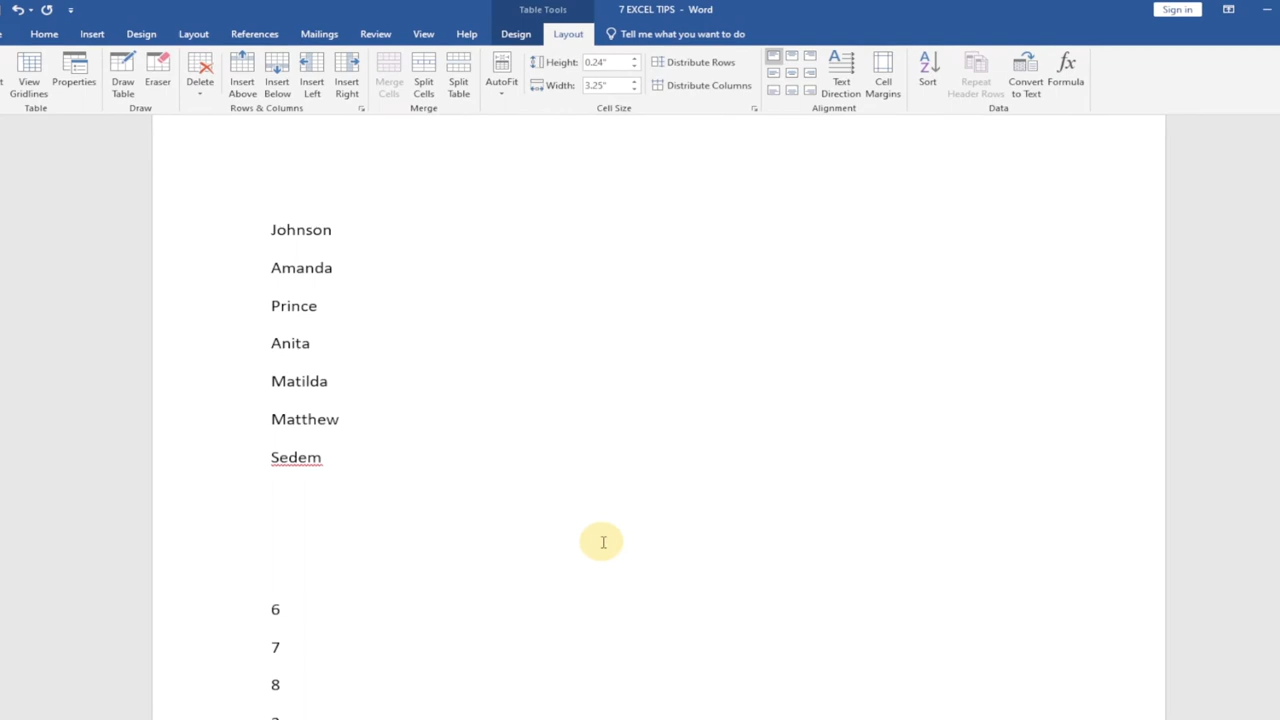 Table Tools
7 EXCEL TIPS - Word
Sign in
Home Insert Design Layout References Mailings Review View Help Design Layout Tell me what you want to do
View Gridlines
Properties
Table
Draw Table
Eraser
Draw
Delete
Insert Above
Insert Below
Insert Left
Insert Right
Rows & Columns
Merge Cells
Split Cells
Split Table
Merge
AutoFit
Height: 0.24"
Width: 3.25"
Distribute Rows
Distribute Columns
Cell Size
Text Direction
Cell Margins
Alignment
Sort
Repeat Header Rows
Convert to Text
Formula
Data
Johnson
Amanda
Prince
Anita
Matilda
Matthew
Sedem
6
7
8